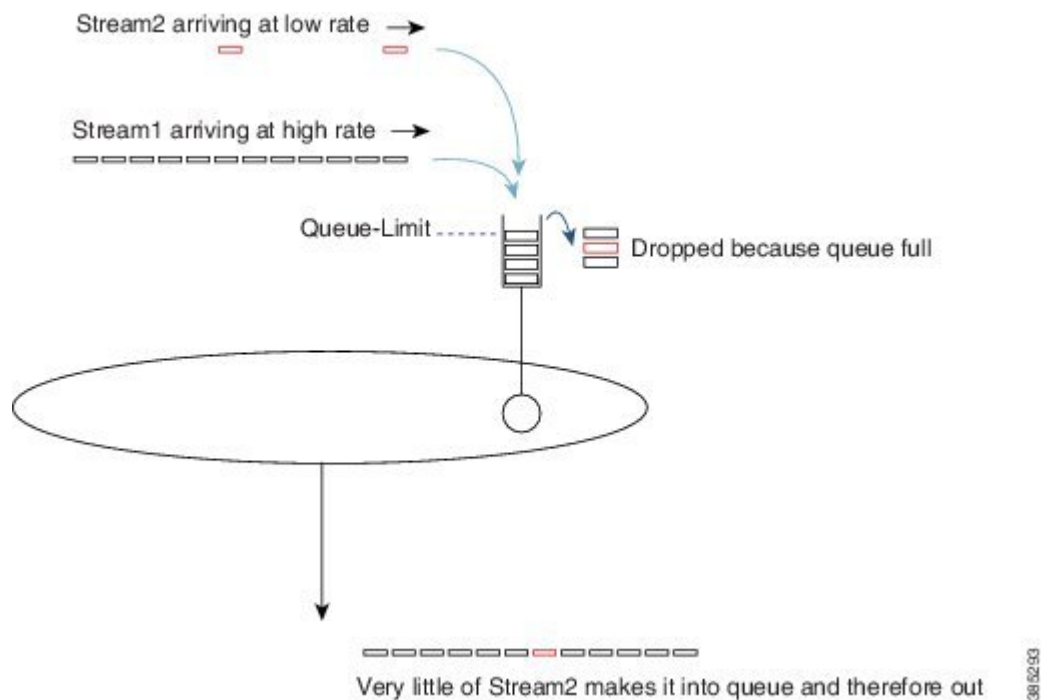 Stream2 arriving at low rate
Stream1 arriving at high rate
Queue-Limit
Dropped because queue full
Very little of Stream2 makes it into queue and therefore out
385293